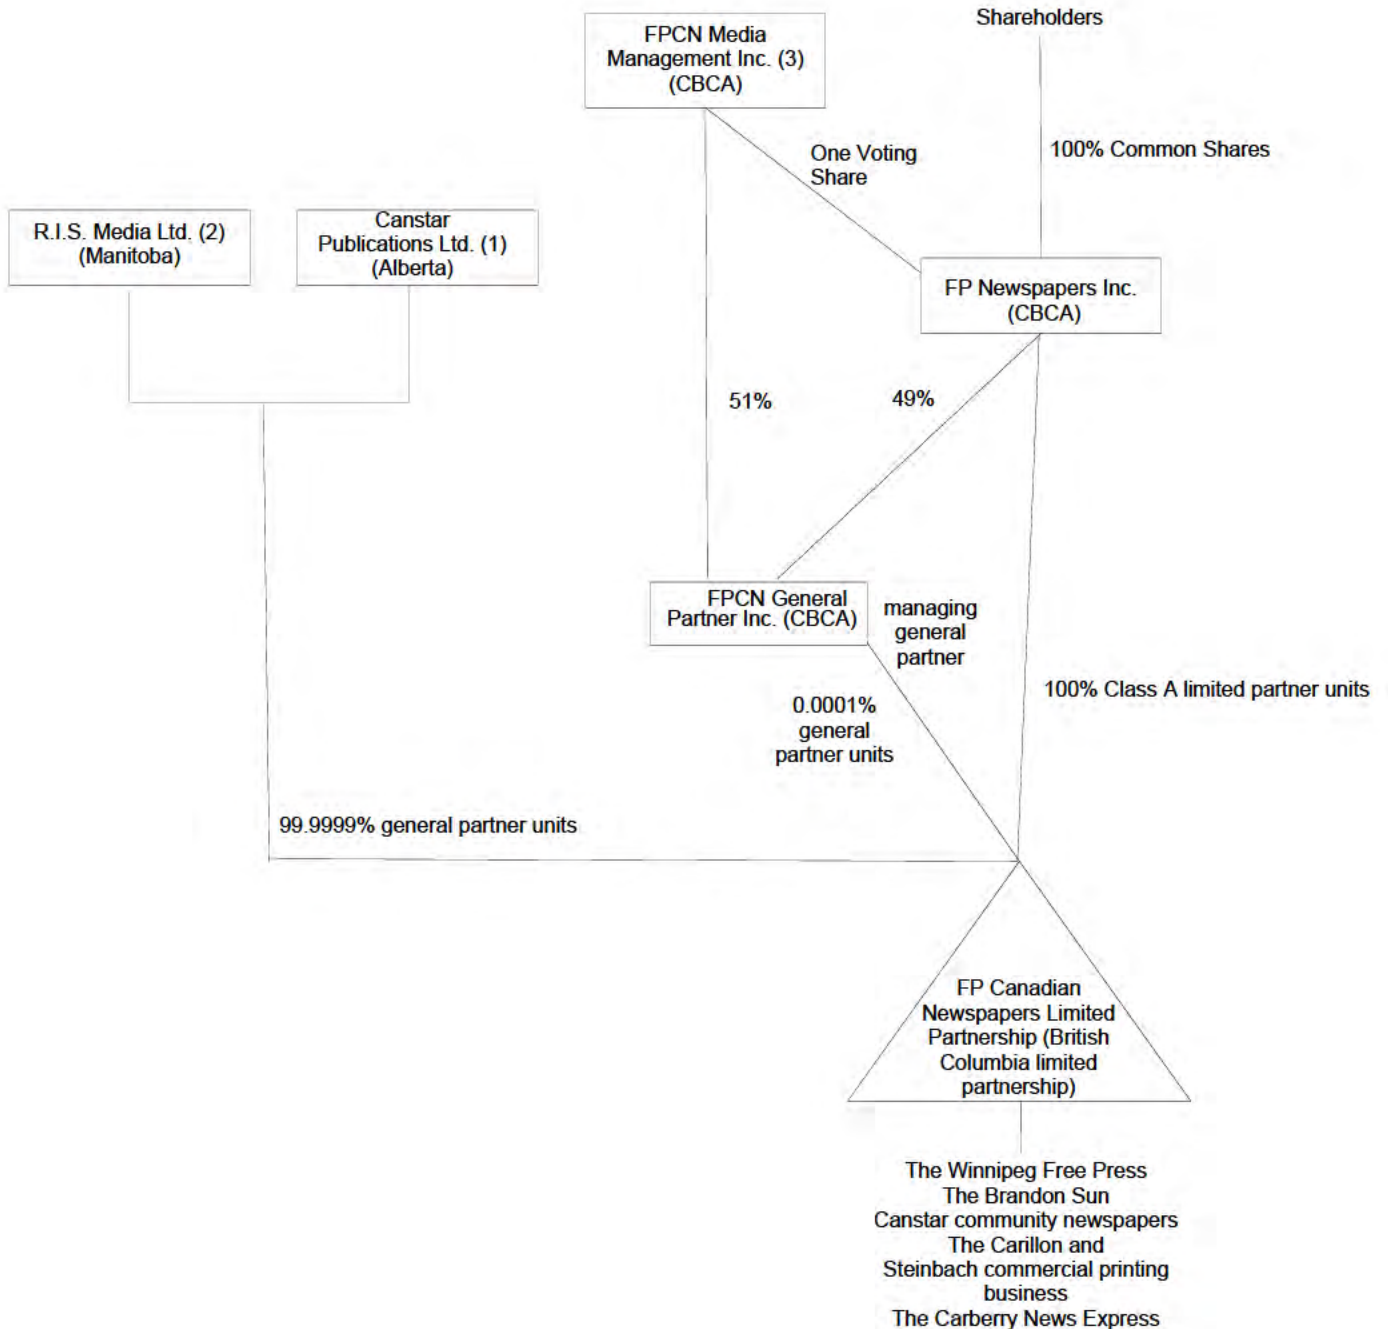 Shareholders
FPCN Media
Management Inc. (3)
(CBCA)
One Voting
Share
100% Common Shares
R.I.S. Media Ltd. (2)
(Manitoba)
Canstar
Publications Ltd. (1)
(Alberta)
FP Newspapers Inc.
(CBCA)
51%
49%
FPCN General
Partner Inc. (CBCA)
managing
general
partner
0.0001%
general
partner units
100% Class A limited partner units
99.9999% general partner units
FP Canadian
Newspapers Limited
Partnership (British
Columbia limited
partnership)
The Winnipeg Free Press
The Brandon Sun
Canstar community newspapers
The Carillon and
Steinbach commercial printing
business
The Carberry News Express